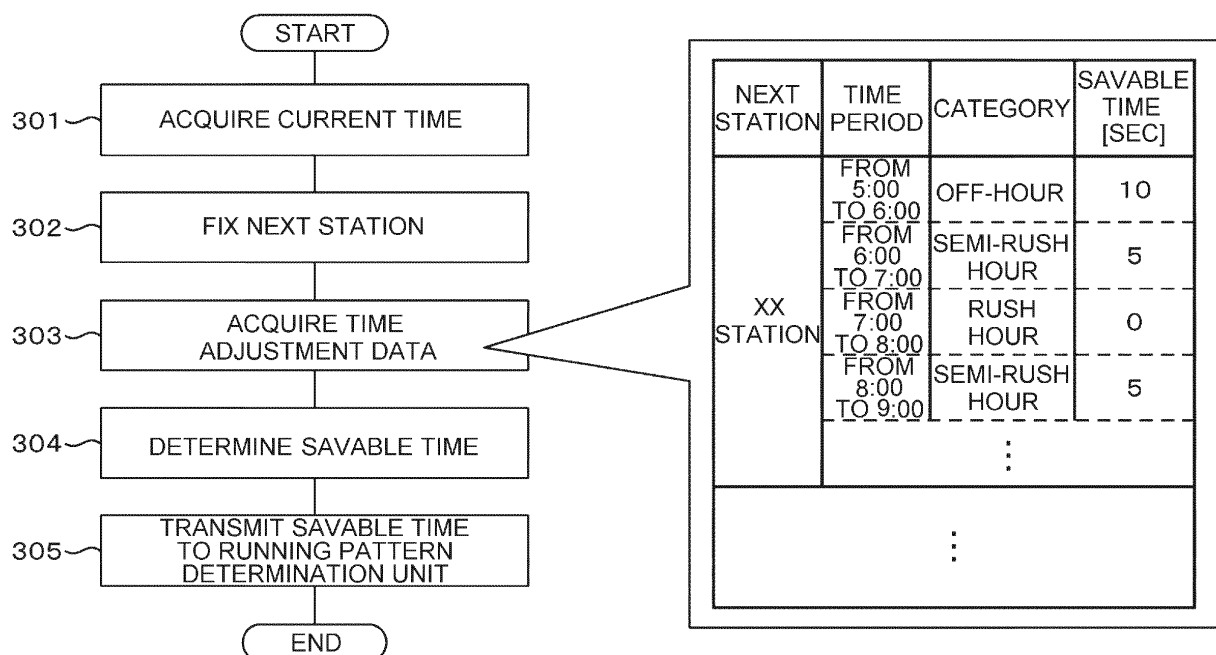 START
301
ACQUIRE CURRENT TIME
302
FIX NEXT STATION
303
ACQUIRE TIME
ADJUSTMENT DATA
304
DETERMINE SAVABLE TIME
305
TRANSMIT SAVABLE TIME
TO RUNNING PATTERN
DETERMINATION UNIT
END
NEXT
STATION
TIME
PERIOD
CATEGORY
SAVABLE
TIME
[SEC]
XX
STATION
FROM
5:00
TO 6:00
OFF-HOUR
10
FROM
6:00
TO 7:00
SEMI-RUSH
HOUR
5
FROM
7:00
TO 8:00
RUSH
HOUR
0
FROM
8:00
TO 9:00
SEMI-RUSH
HOUR
5